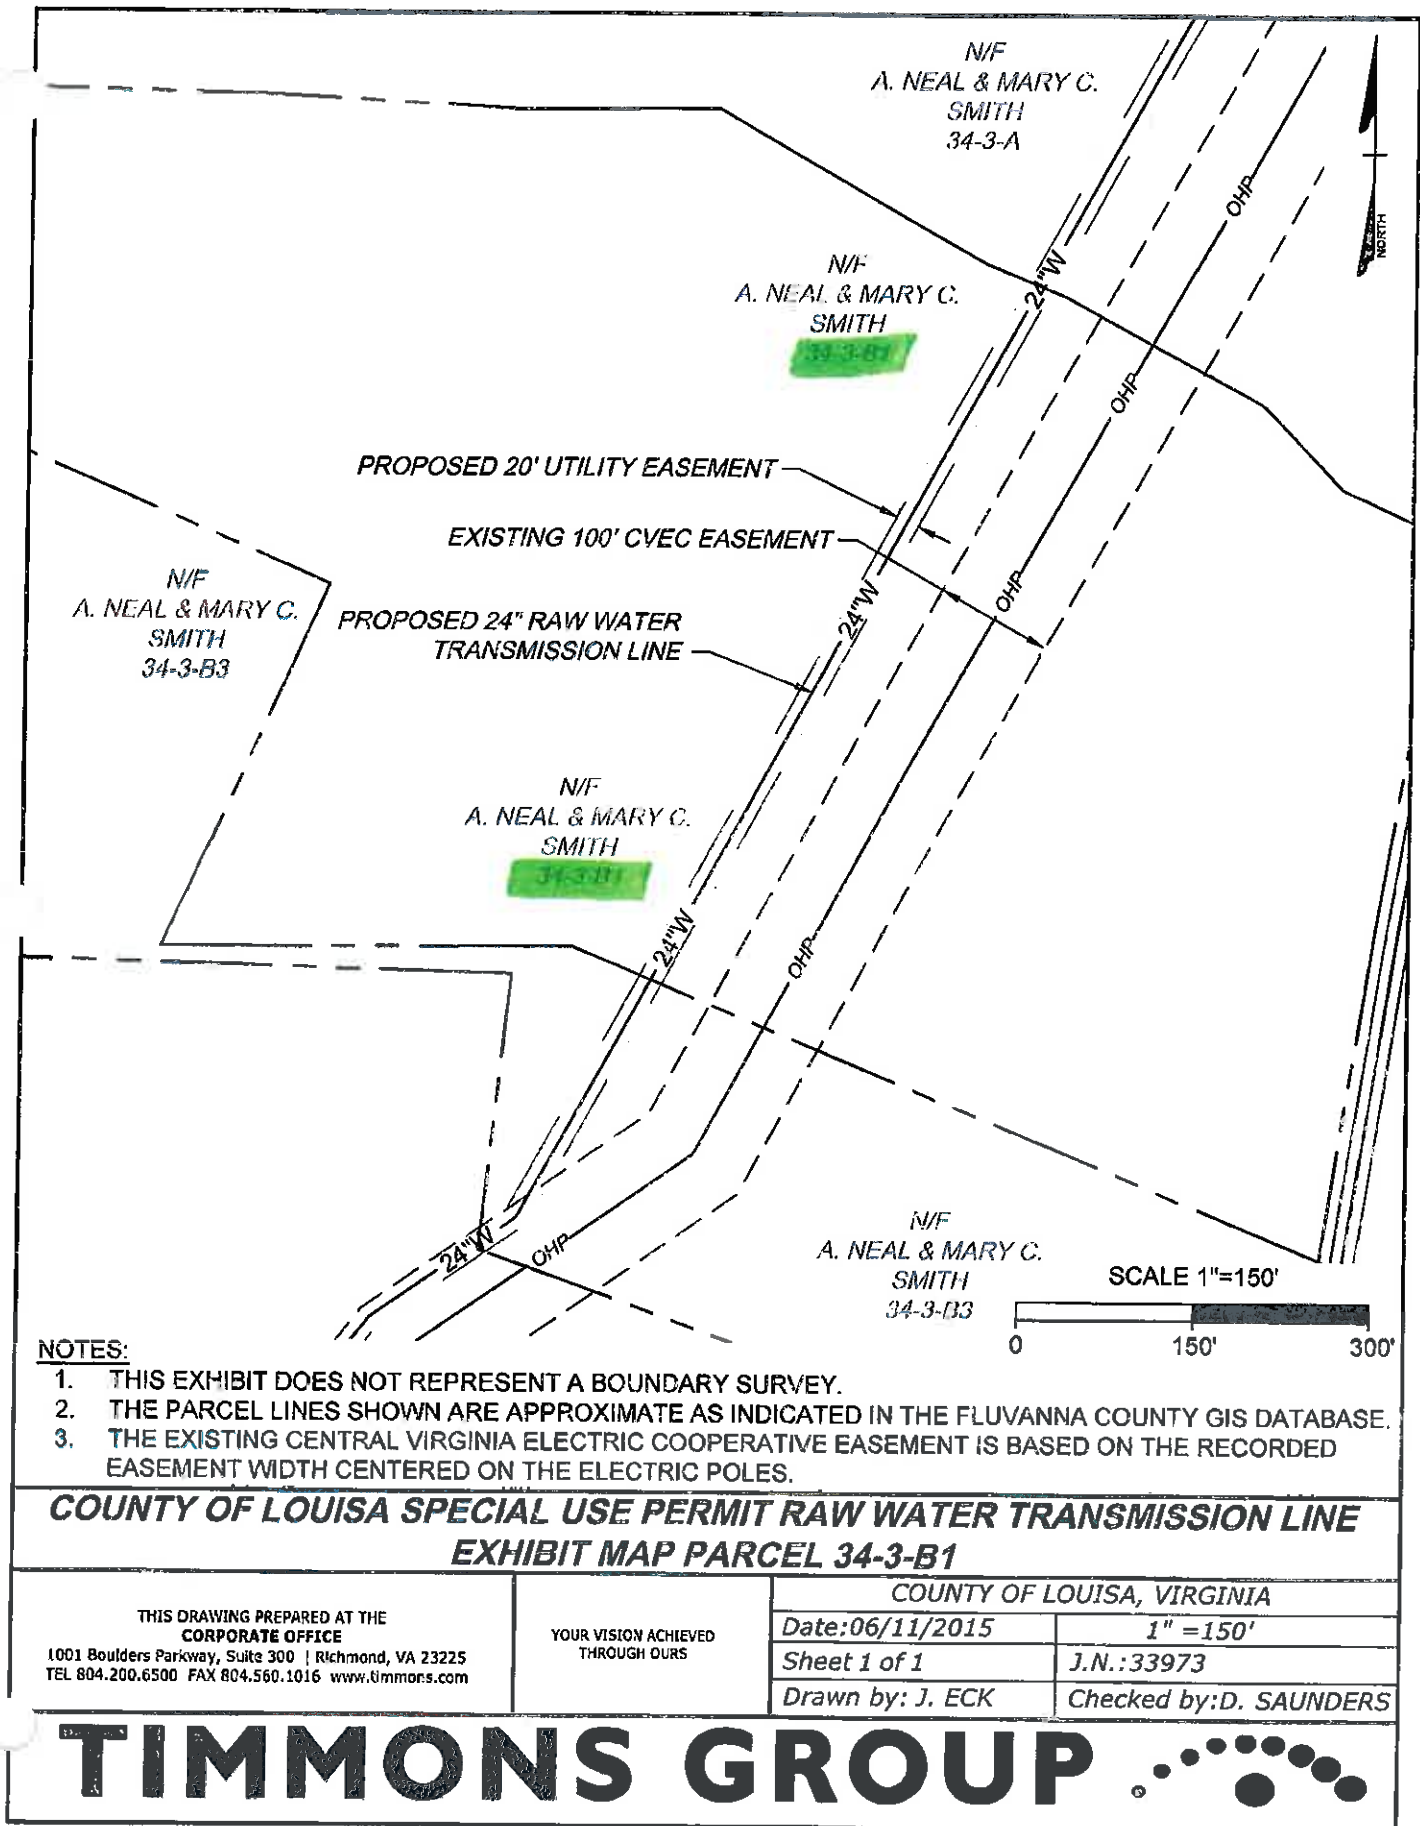 N/F
A. NEAL & MARY C.
SMITH
34-3-A
OHP
NORTH
N/F
A. NEAL & MARY C.
SMITH
34-3-B1
24"W
OHP
PROPOSED 20' UTILITY EASEMENT
EXISTING 100' CVEC EASEMENT
N/F
A. NEAL & MARY C.
SMITH
34-3-B3
PROPOSED 24" RAW WATER
TRANSMISSION LINE
24"W
OHP
N/F
A. NEAL & MARY C.
SMITH
34-3-B1
24"W
OHP
24"W
OHP
N/F
A. NEAL & MARY C.
SMITH
34-3-B3
SCALE 1"=150'
0 150' 300'
NOTES:
1. THIS EXHIBIT DOES NOT REPRESENT A BOUNDARY SURVEY.
2. THE PARCEL LINES SHOWN ARE APPROXIMATE AS INDICATED IN THE FLUVANNA COUNTY GIS DATABASE.
3. THE EXISTING CENTRAL VIRGINIA ELECTRIC COOPERATIVE EASEMENT IS BASED ON THE RECORDED
EASEMENT WIDTH CENTERED ON THE ELECTRIC POLES.
COUNTY OF LOUISA SPECIAL USE PERMIT RAW WATER TRANSMISSION LINE
EXHIBIT MAP PARCEL 34-3-B1
THIS DRAWING PREPARED AT THE
CORPORATE OFFICE
1001 Boulders Parkway, Suite 300 | Richmond, VA 23225
TEL 804.200.6500 FAX 804.560.1016 www.timmons.com
YOUR VISION ACHIEVED
THROUGH OURS
COUNTY OF LOUISA, VIRGINIA
Date:06/11/2015
1" =150'
Sheet 1 of 1
J.N.:33973
Drawn by: J. ECK
Checked by:D. SAUNDERS
TIMMONS GROUP